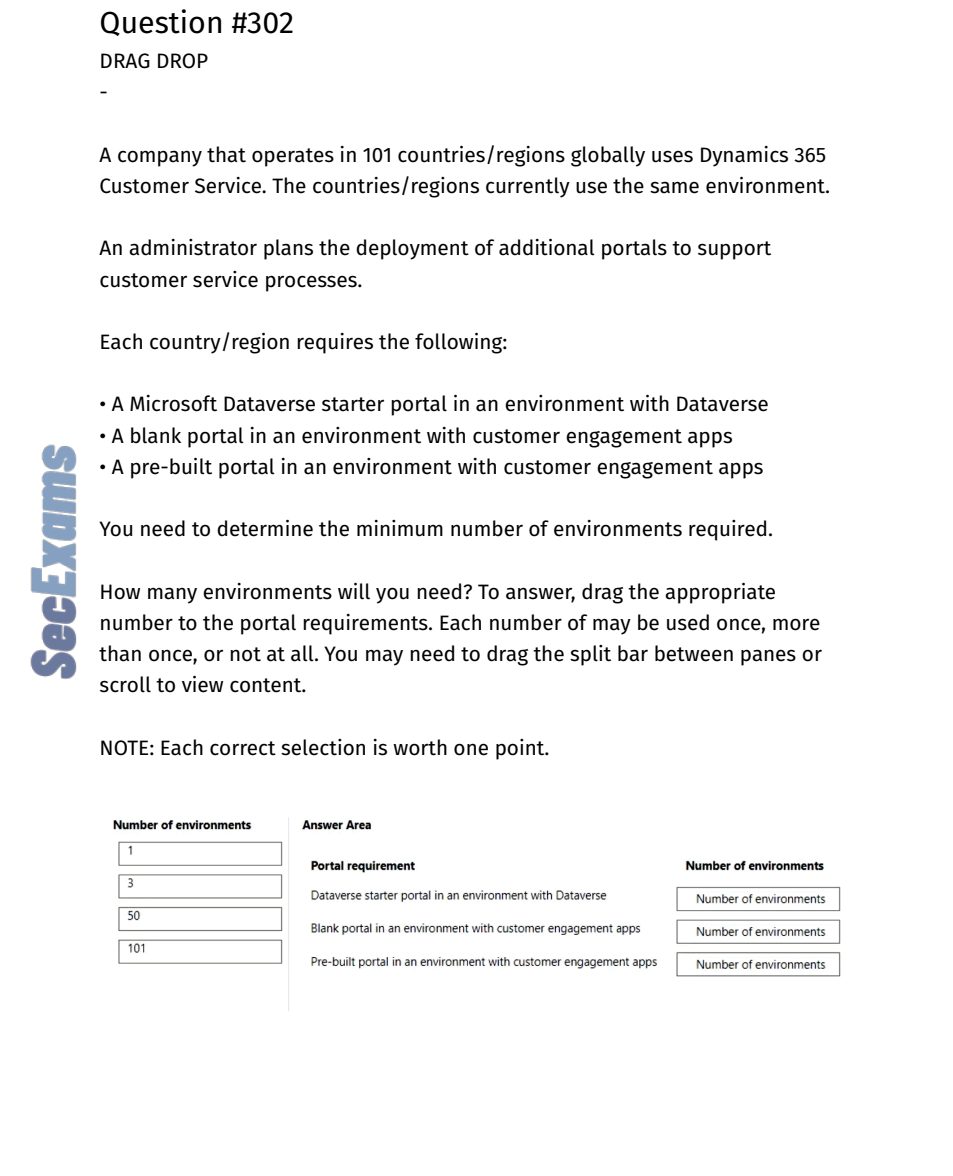 Question #302
DRAG DROP
-
A company that operates in 101 countries/regions globally uses Dynamics 365
Customer Service. The countries/regions currently use the same environment.
An administrator plans the deployment of additional portals to support
customer service processes.
Each country/region requires the following:
• A Microsoft Dataverse starter portal in an environment with Dataverse
• A blank portal in an environment with customer engagement apps
• A pre-built portal in an environment with customer engagement apps
You need to determine the minimum number of environments required.
How many environments will you need? To answer, drag the appropriate
number to the portal requirements. Each number of may be used once, more
than once, or not at all. You may need to drag the split bar between panes or
scroll to view content.
NOTE: Each correct selection is worth one point.
SecExams
Number of environments
1
3
50
101
Answer Area
Portal requirement Number of environments
Dataverse starter portal in an environment with Dataverse Number of environments
Blank portal in an environment with customer engagement apps Number of environments
Pre-built portal in an environment with customer engagement apps Number of environments